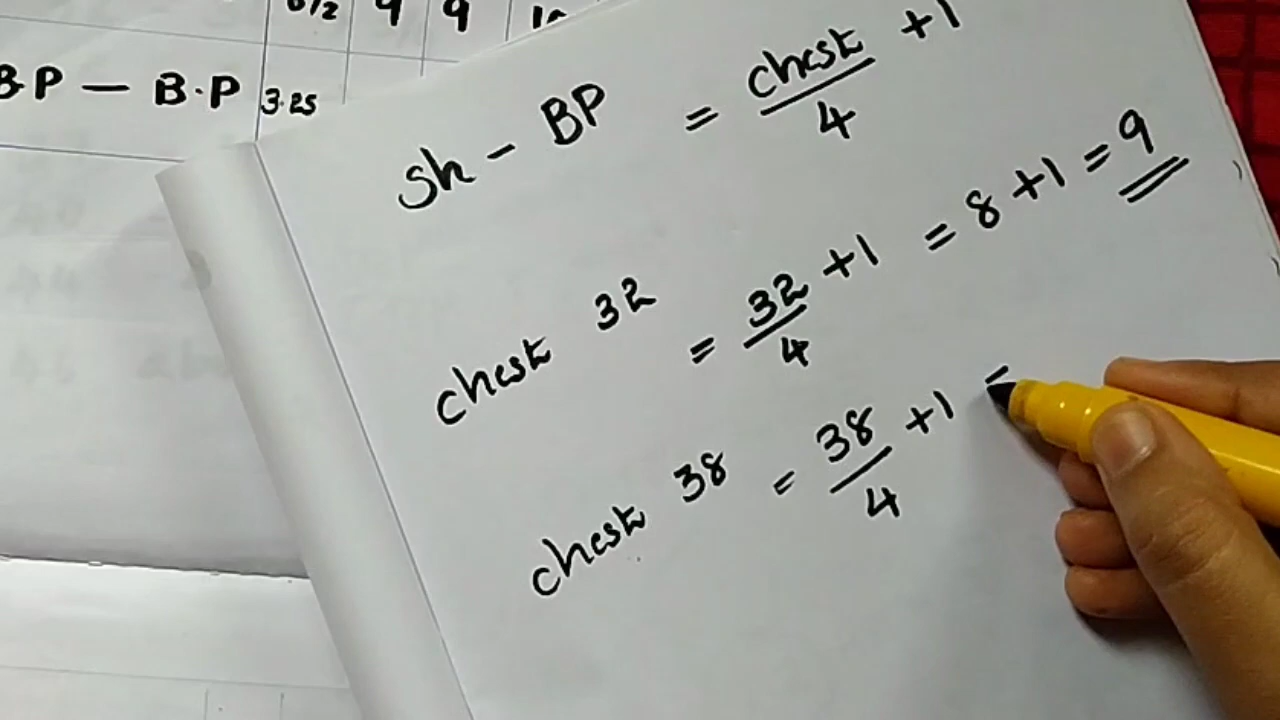 9 9
BP — B.P 3.25
Sh - BP = chest/4 +1
chest 32 = 32/4 +1 = 8 +1 = 9
chest 38 = 38/4 +1 =